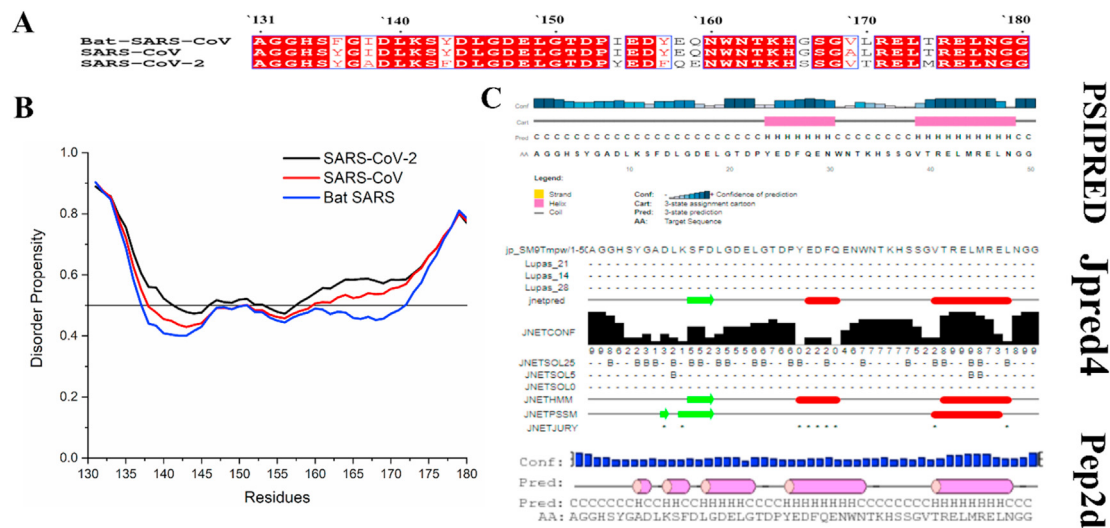 A
'131 '140 '150 '160 '170 '180
Bat-SARS-CoV AGGHSFGIDLKSYDLGDELGTDPIEDYEQNWNTKHGSGVLRELTRELNGG
SARS-CoV AGGHSYGADLKSYDLGDELGTDPIEDYEQNWNTKHGSGALRELTRELNGG
SARS-CoV-2 AGGHSYGADLKSFDLGDELGTDPYEDFQENWNTKHSSGVTRELMRELNGG
B
SARS-CoV-2
SARS-CoV
Bat SARS
Disorder Propensity
1.0
0.8
0.6
0.4
0.2
0.0
130 135 140 145 150 155 160 165 170 175 180
Residues
C
Conf
Cart
Pred CCCCCCCCCCCCCCCCCCCCCCCHHHHHHHCCCCCCCCHHHHHHHHHHCC
AA AGGHSYGADLKSFDLGDELGTDPYEDFQENWNTKHSSGVTRELMRELNGG
10 20 30 40 50
Legend:
Strand
Helix
Coil
Conf: - + Confidence of prediction
Cart: 3-state assignment cartoon
Pred: 3-state prediction
AA: Target Sequence
PSIPRED
jp_SM9Tmpw/1-50AGGHSYGADLKSFDLGDELGTDPYEDFQENWNTKHSSGVTRELMRELNGG
Lupas_21
Lupas_14
Lupas_28
jnetpred
JNETCONF
JNETSOL25
JNETSOL5
JNETSOL0
JNETHMM
JNETPSSM
JNETJURY
Jpred4
Conf:
Pred:
Pred:
AA: AGGHSYGADLKSFDLGDELGTDPYEDFQENWNTKHSSGVTRELMRELNGG
Pep2d